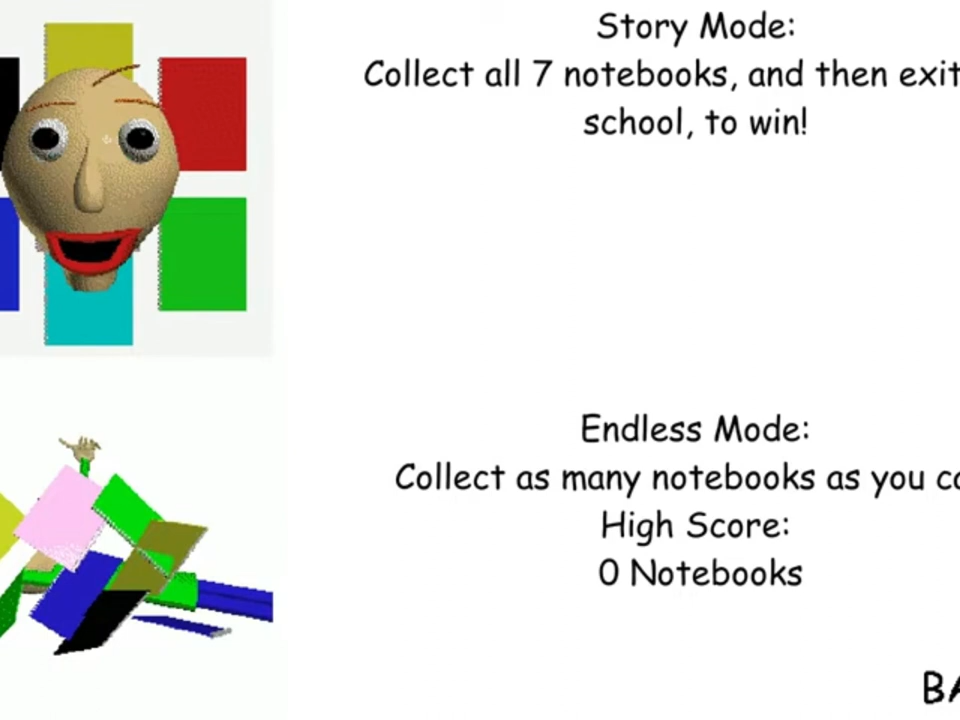 Story Mode:
Collect all 7 notebooks, and then exit
school, to win!
Endless Mode:
Collect as many notebooks as you
High Score:
0 Notebooks